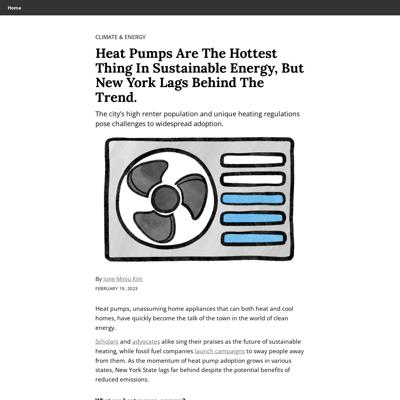 Home
CLIMATE & ENERGY
Heat Pumps Are The Hottest
Thing In Sustainable Energy, But
New York Lags Behind The
Trend.
The city's high renter population and unique heating regulations
pose challenges to widespread adoption.
By June Minju Kim
FEBRUARY 19, 2023
Heat pumps, unassuming home appliances that can both heat and cool
homes, have quickly become the talk of the town in the world of clean
energy.
Scholars and advocates alike sing their praises as the future of sustainable
heating, while fossil fuel companies launch campaigns to sway people away
from them. As the momentum of heat pump adoption grows in various
states, New York State lags far behind despite the potential benefits of
reduced emissions.